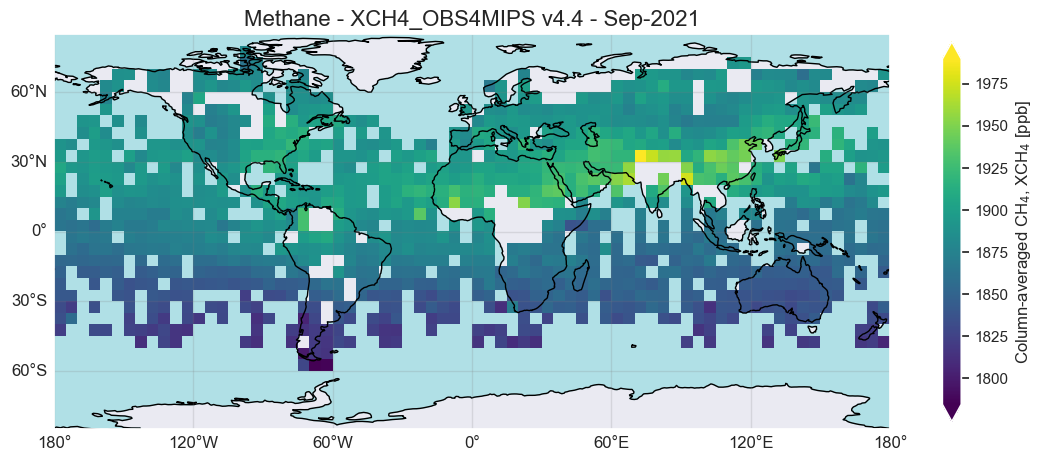 Methane - XCH4_OBS4MIPS v4.4 - Sep-2021
60°N
30°N
0°
30°S
60°S
180°
120°W
60°W
0°
60°E
120°E
180°
1975
1950
1925
1900
1875
1850
1825
1800
Column-averaged CH₄, XCH₄ [ppb]